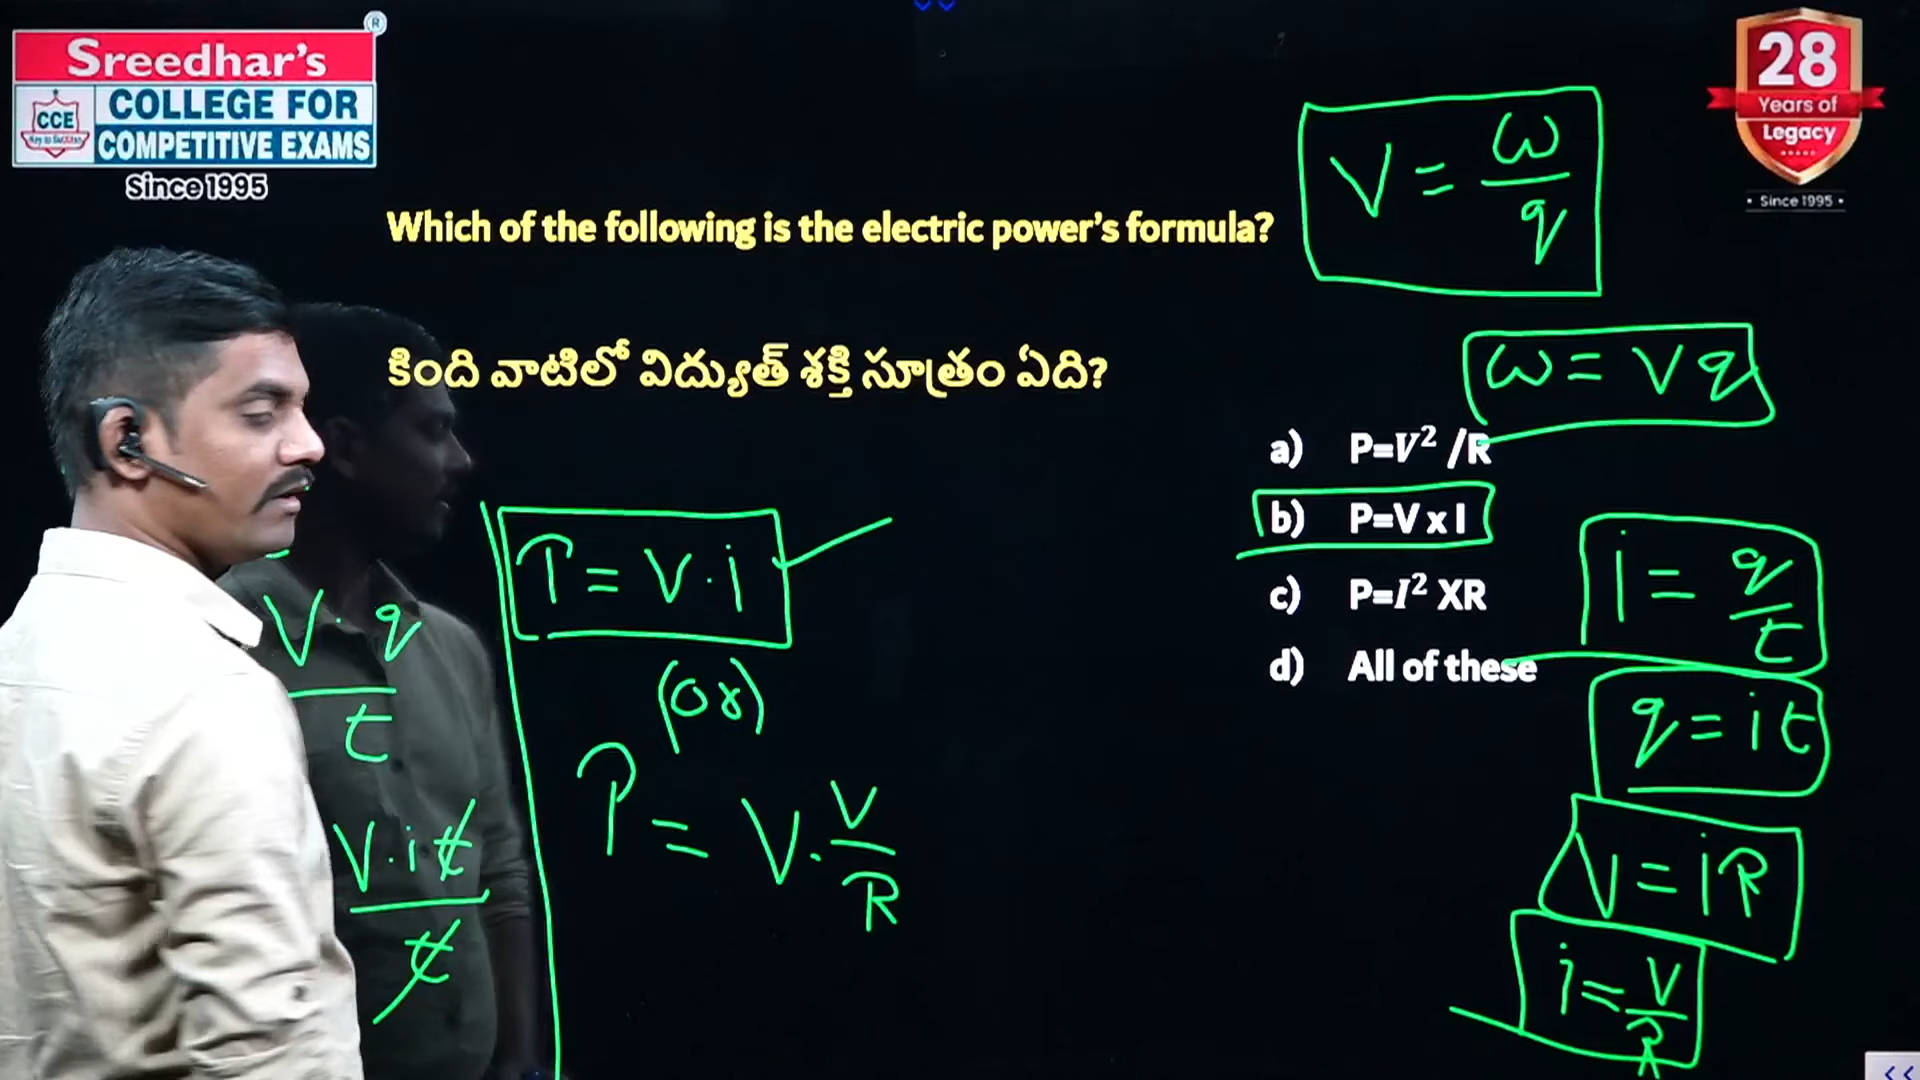 Sreedhar's
®
CCE
COLLEGE FOR
COMPETITIVE EXAMS
Since 1995
28
Years of
Legacy
• Since 1995 •
Which of the following is the electric power's formula?
కింది వాటిలో విద్యుత్ శక్తి సూత్రం ఏది?
a) P=V² /R
b) P=V x I
c) P=I² XR
d) All of these
V = ω/q
ω = Vq
i = q/t
q = it
V = iR
i = V/R
V·q/t
V·it/t
P = V·i
(Or)
P = V·V/R